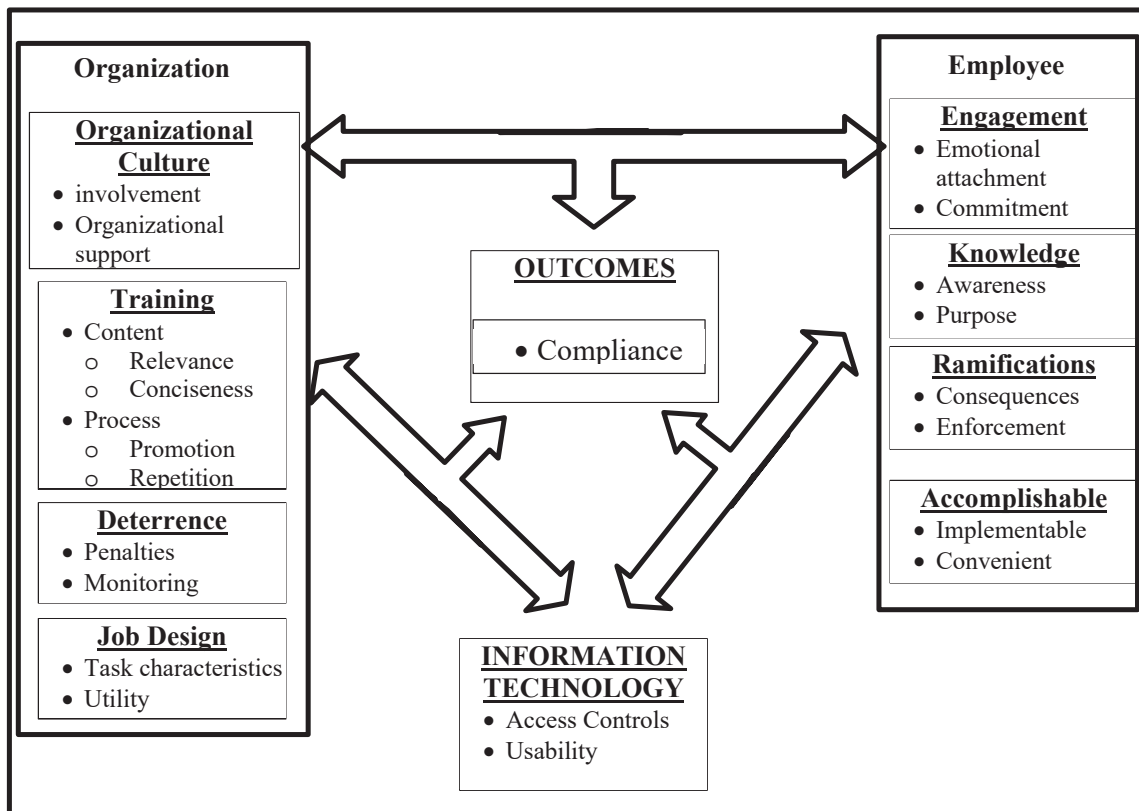 Organization
Organizational
Culture
• involvement
• Organizational
support
Training
• Content
o Relevance
o Conciseness
• Process
o Promotion
o Repetition
Deterrence
• Penalties
• Monitoring
Job Design
• Task characteristics
• Utility
OUTCOMES
• Compliance
INFORMATION
TECHNOLOGY
• Access Controls
• Usability
Employee
Engagement
• Emotional
attachment
• Commitment
Knowledge
• Awareness
• Purpose
Ramifications
• Consequences
• Enforcement
Accomplishable
• Implementable
• Convenient